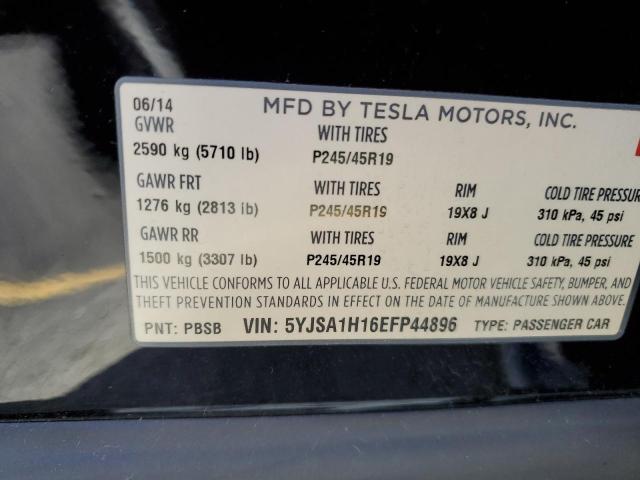 06/14 MFD BY TESLA MOTORS, INC.
GVWR WITH TIRES
2590 kg (5710 lb) P245/45R19
GAWR FRT WITH TIRES RIM COLD TIRE PRESSURE
1276 kg (2813 lb) P245/45R19 19X8 J 310 kPa, 45 psi
GAWR RR WITH TIRES RIM COLD TIRE PRESSURE
1500 kg (3307 lb) P245/45R19 19X8 J 310 kPa, 45 psi
THIS VEHICLE CONFORMS TO ALL APPLICABLE U.S. FEDERAL MOTOR VEHICLE SAFETY, BUMPER, AND
THEFT PREVENTION STANDARDS IN EFFECT ON THE DATE OF MANUFACTURE SHOWN ABOVE.
PNT: PBSB VIN: 5YJSA1H16EFP44896 TYPE: PASSENGER CAR